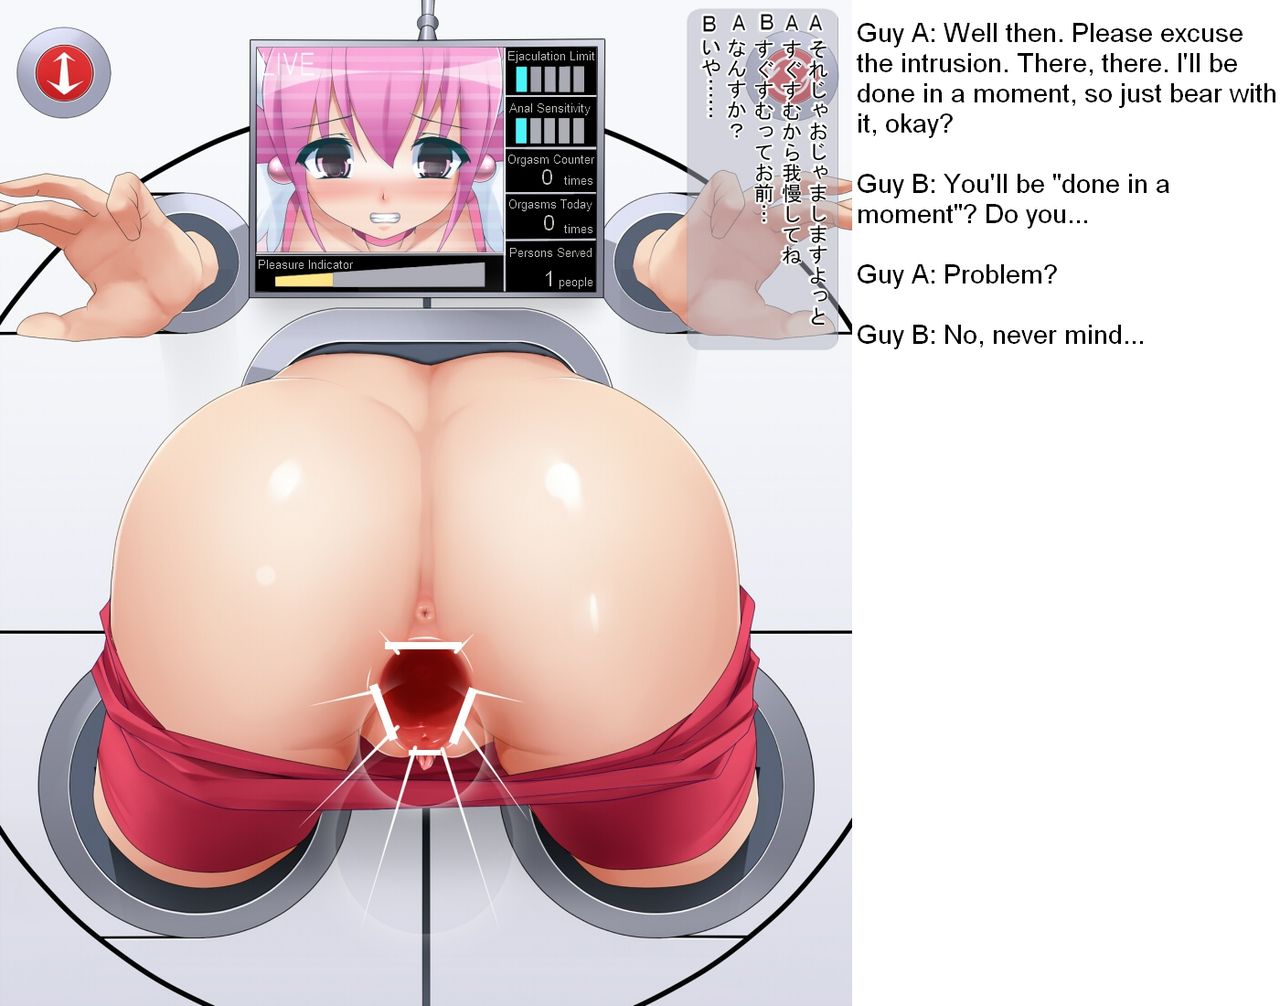 LIVE
Ejaculation Limit
Anal Sensitivity
Orgasm Counter
0 times
Orgasms Today
0 times
Persons Served
1 people
Pleasure Indicator
A それじゃおじゃましますよっと
A すぐすむから我慢してね
B すぐすむってお前…
A なんすか?
B いや……
Guy A: Well then. Please excuse
the intrusion. There, there. I'll be
done in a moment, so just bear with
it, okay?
Guy B: You'll be "done in a
moment"? Do you...
Guy A: Problem?
Guy B: No, never mind...